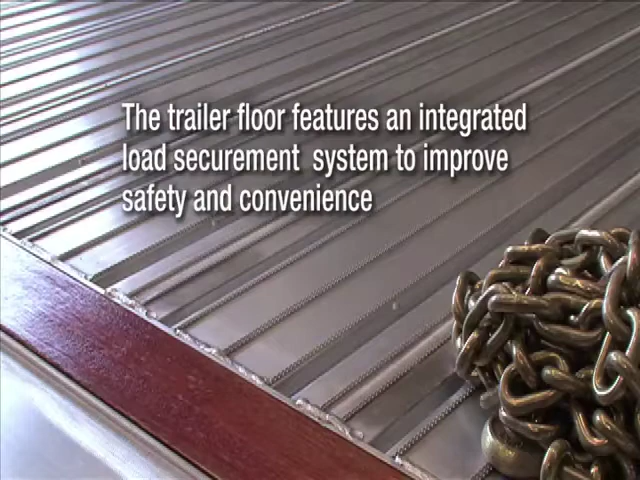 The trailer floor features an integrated
load securement system to improve
safety and convenience